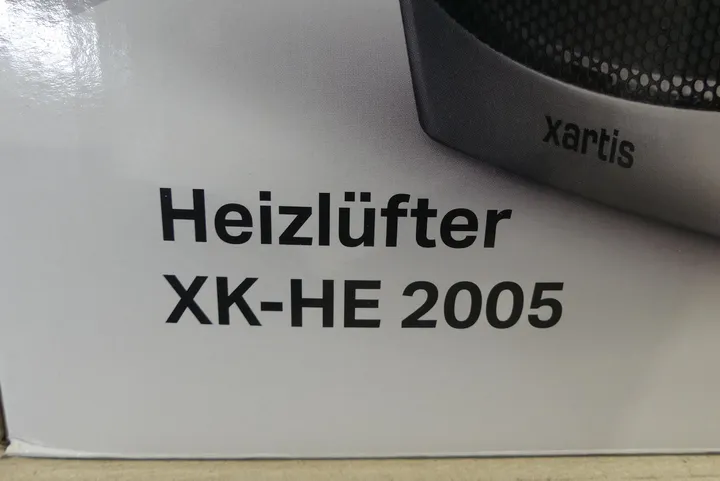 xartis
Heizlüfter
XK-HE 2005